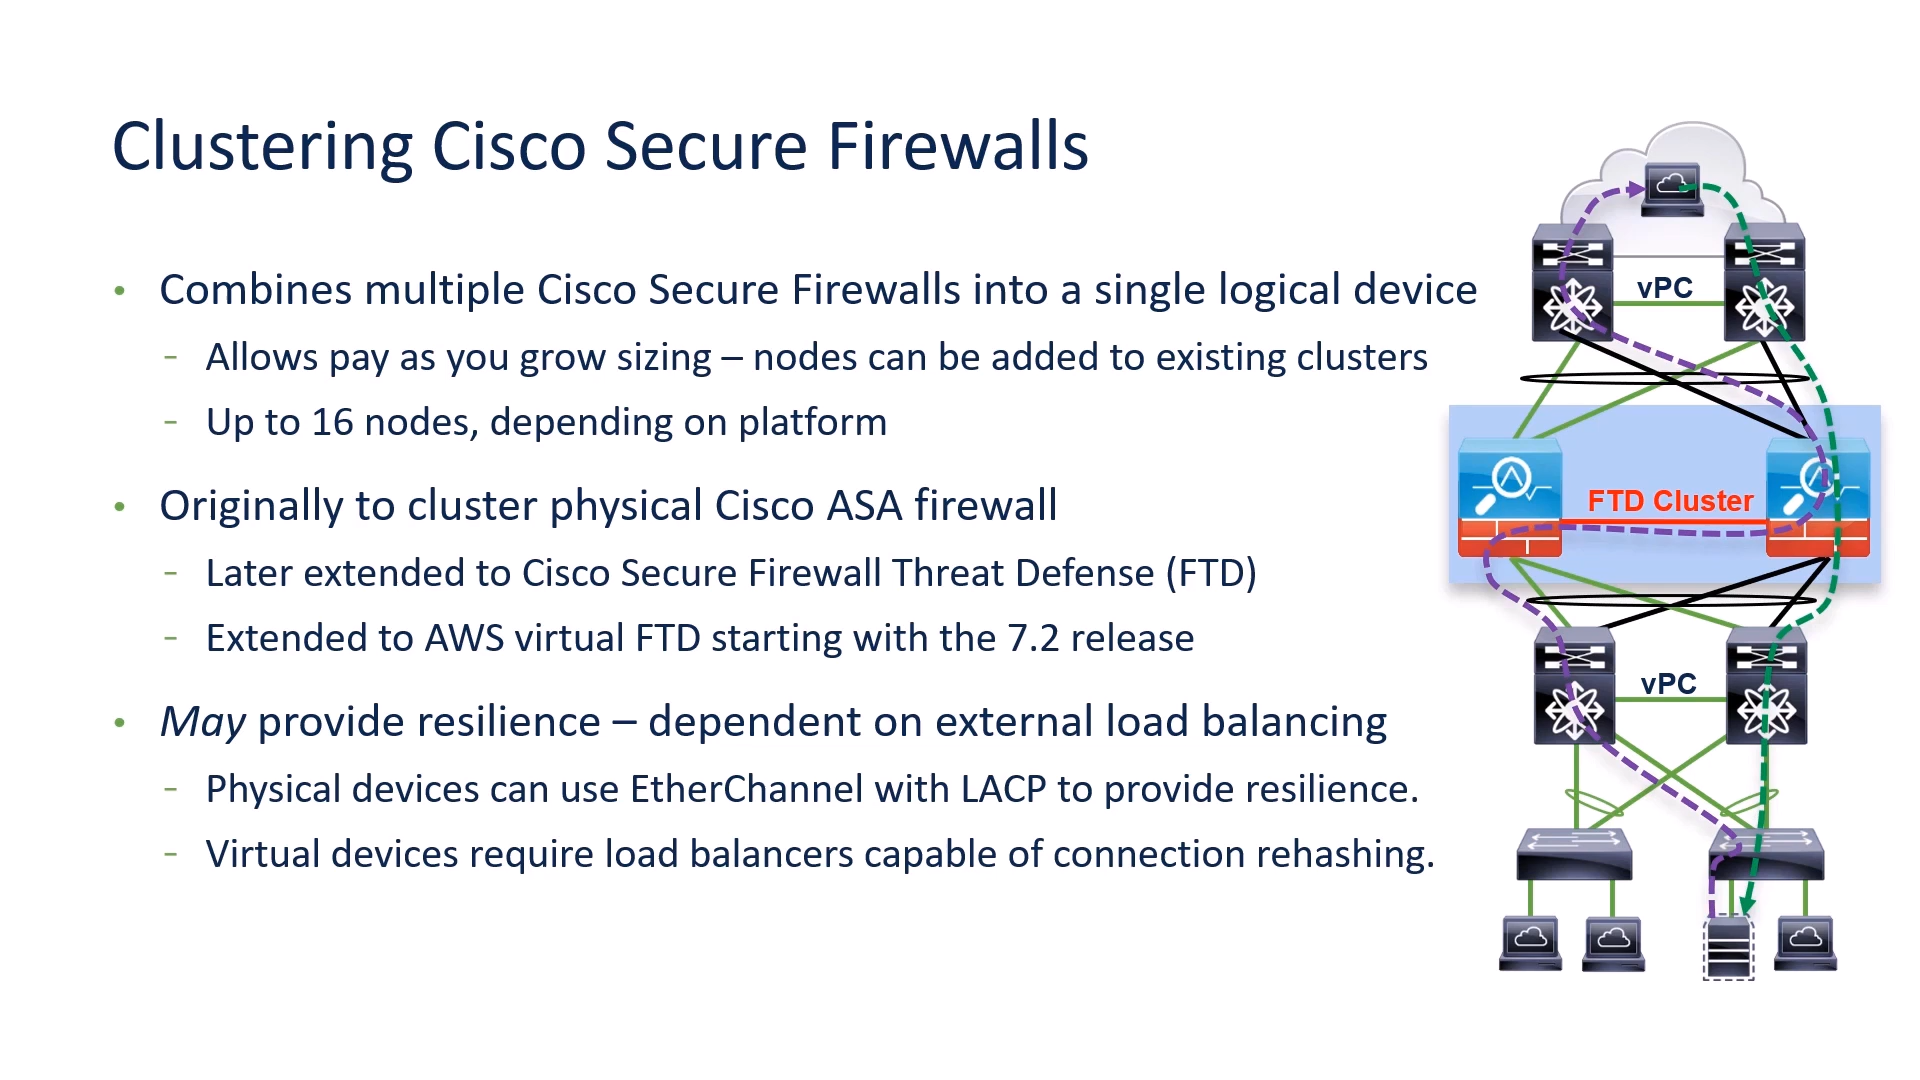 Clustering Cisco Secure Firewalls
• Combines multiple Cisco Secure Firewalls into a single logical device
- Allows pay as you grow sizing – nodes can be added to existing clusters
- Up to 16 nodes, depending on platform
• Originally to cluster physical Cisco ASA firewall
- Later extended to Cisco Secure Firewall Threat Defense (FTD)
- Extended to AWS virtual FTD starting with the 7.2 release
• May provide resilience – dependent on external load balancing
- Physical devices can use EtherChannel with LACP to provide resilience.
- Virtual devices require load balancers capable of connection rehashing.
vPC
FTD Cluster
vPC